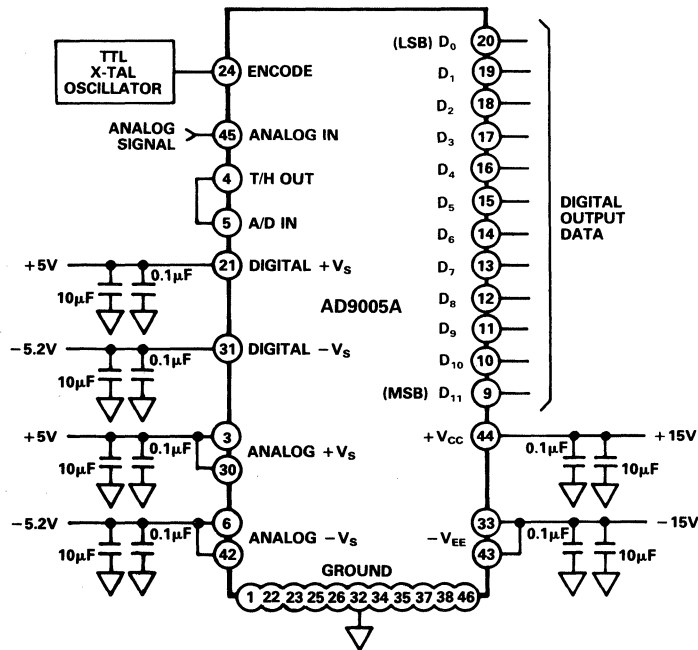 TTL
X-TAL
OSCILLATOR
24 ENCODE
ANALOG
SIGNAL
45 ANALOG IN
4 T/H OUT
5 A/D IN
+5V
10µF
0.1µF
21 DIGITAL +VS
−5.2V
10µF
0.1µF
31 DIGITAL −VS
+5V
10µF
0.1µF
3
30
ANALOG +VS
−5.2V
10µF
0.1µF
6
42
ANALOG −VS
AD9005A
(LSB) D0 20
D1 19
D2 18
D3 17
D4 16
D5 15
D6 14
D7 13
D8 12
D9 11
D10 10
(MSB) D11 9
DIGITAL
OUTPUT
DATA
+VCC 44
+15V
0.1µF
10µF
−VEE
33
43
−15V
0.1µF
10µF
GROUND
1 22 23 25 26 32 34 35 37 38 46